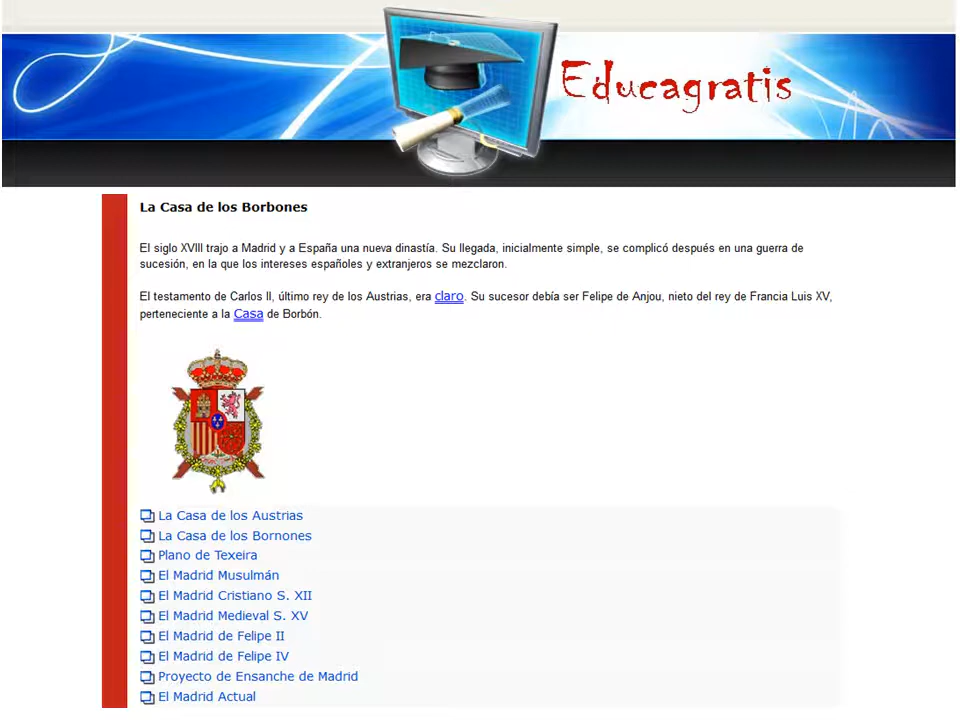 Educagratis
La Casa de los Borbones
El siglo XVIII trajo a Madrid y a España una nueva dinastía. Su llegada, inicialmente simple, se complicó después en una guerra de
sucesión, en la que los intereses españoles y extranjeros se mezclaron.
El testamento de Carlos II, último rey de los Austrias, era claro. Su sucesor debía ser Felipe de Anjou, nieto del rey de Francia Luis XV,
perteneciente a la Casa de Borbón.
La Casa de los Austrias
La Casa de los Bornones
Plano de Texeira
El Madrid Musulmán
El Madrid Cristiano S. XII
El Madrid Medieval S. XV
El Madrid de Felipe II
El Madrid de Felipe IV
Proyecto de Ensanche de Madrid
El Madrid Actual